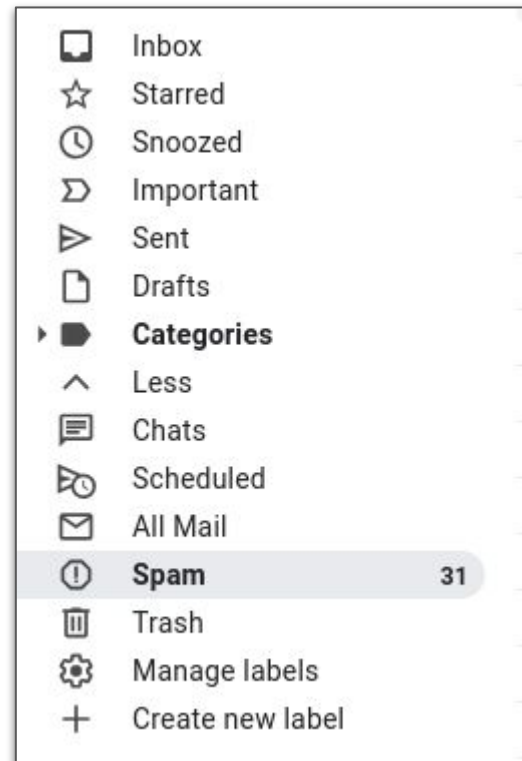 Inbox
Starred
Snoozed
Important
Sent
Drafts
Categories
Less
Chats
Scheduled
All Mail
Spam 31
Trash
Manage labels
Create new label